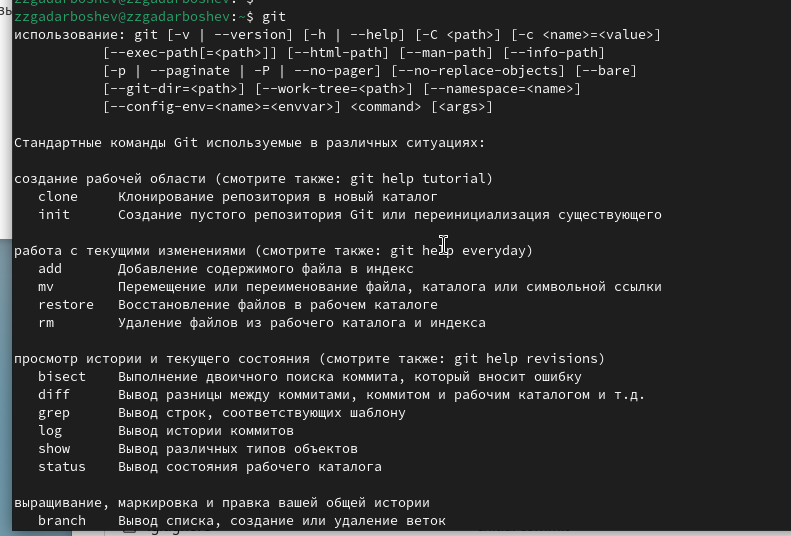 zzgadarboshev@zzgadarboshev:~$ git
использование: git [-v | --version] [-h | --help] [-C <path>] [-c <name>=<value>]
[--exec-path[=<path>]] [--html-path] [--man-path] [--info-path]
[-p | --paginate | -P | --no-pager] [--no-replace-objects] [--bare]
[--git-dir=<path>] [--work-tree=<path>] [--namespace=<name>]
[--config-env=<name>=<envvar>] <command> [<args>]
Стандартные команды Git используемые в различных ситуациях:
создание рабочей области (смотрите также: git help tutorial)
clone Клонирование репозитория в новый каталог
init Создание пустого репозитория Git или переинициализация существующего
работа с текущими изменениями (смотрите также: git help everyday)
add Добавление содержимого файла в индекс
mv Перемещение или переименование файла, каталога или символьной ссылки
restore Восстановление файлов в рабочем каталоге
rm Удаление файлов из рабочего каталога и индекса
просмотр истории и текущего состояния (смотрите также: git help revisions)
bisect Выполнение двоичного поиска коммита, который вносит ошибку
diff Вывод разницы между коммитами, коммитом и рабочим каталогом и т.д.
grep Вывод строк, соответствующих шаблону
log Вывод истории коммитов
show Вывод различных типов объектов
status Вывод состояния рабочего каталога
выращивание, маркировка и правка вашей общей истории
branch Вывод списка, создание или удаление веток